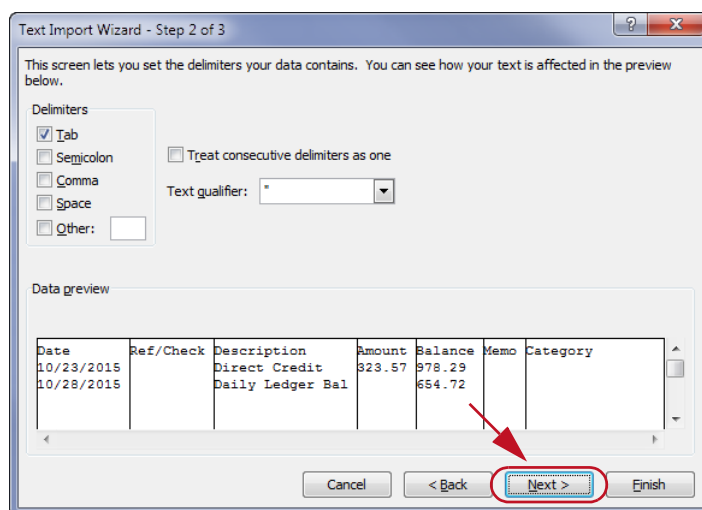 Text Import Wizard - Step 2 of 3
This screen lets you set the delimiters your data contains. You can see how your text is affected in the preview
below.
Delimiters
Tab
Semicolon
Comma
Space
Other:
Treat consecutive delimiters as one
Text qualifier: "
Data preview
Date Ref/Check Description Amount Balance Memo Category
10/23/2015 Direct Credit 323.57 978.29
10/28/2015 Daily Ledger Bal 654.72
Cancel < Back Next > Finish